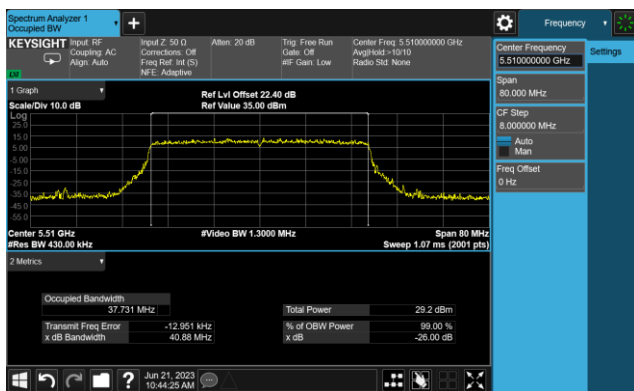 Spectrum Analyzer 1
Occupied BW
Frequency
KEYSIGHT
Input: RF
Coupling: AC
Align: Auto
Input Z: 50 Ω
Corrections: Off
Freq Ref: Int (S)
NFE: Adaptive
Atten: 20 dB
Trig: Free Run
Gate: Off
#IF Gain: Low
Center Freq: 5.510000000 GHz
Avg|Hold:>10/10
Radio Std: None
Center Frequency
5.510000000 GHz
Settings
Span
80.000 MHz
CF Step
8.000000 MHz
Auto
Man
Freq Offset
0 Hz
1 Graph
Scale/Div 10.0 dB
Ref Lvl Offset 22.40 dB
Ref Value 35.00 dBm
Log
25.0
15.0
5.00
-5.00
-15.0
-25.0
-35.0
-45.0
-55.0
Center 5.51 GHz
#Video BW 1.3000 MHz
Span 80 MHz
#Res BW 430.00 kHz
Sweep 1.07 ms (2001 pts)
2 Metrics
Occupied Bandwidth
37.731 MHz
Total Power 29.2 dBm
Transmit Freq Error -12.951 kHz
% of OBW Power 99.00 %
x dB Bandwidth 40.88 MHz
x dB -26.00 dB
Jun 21, 2023
10:44:25 AM